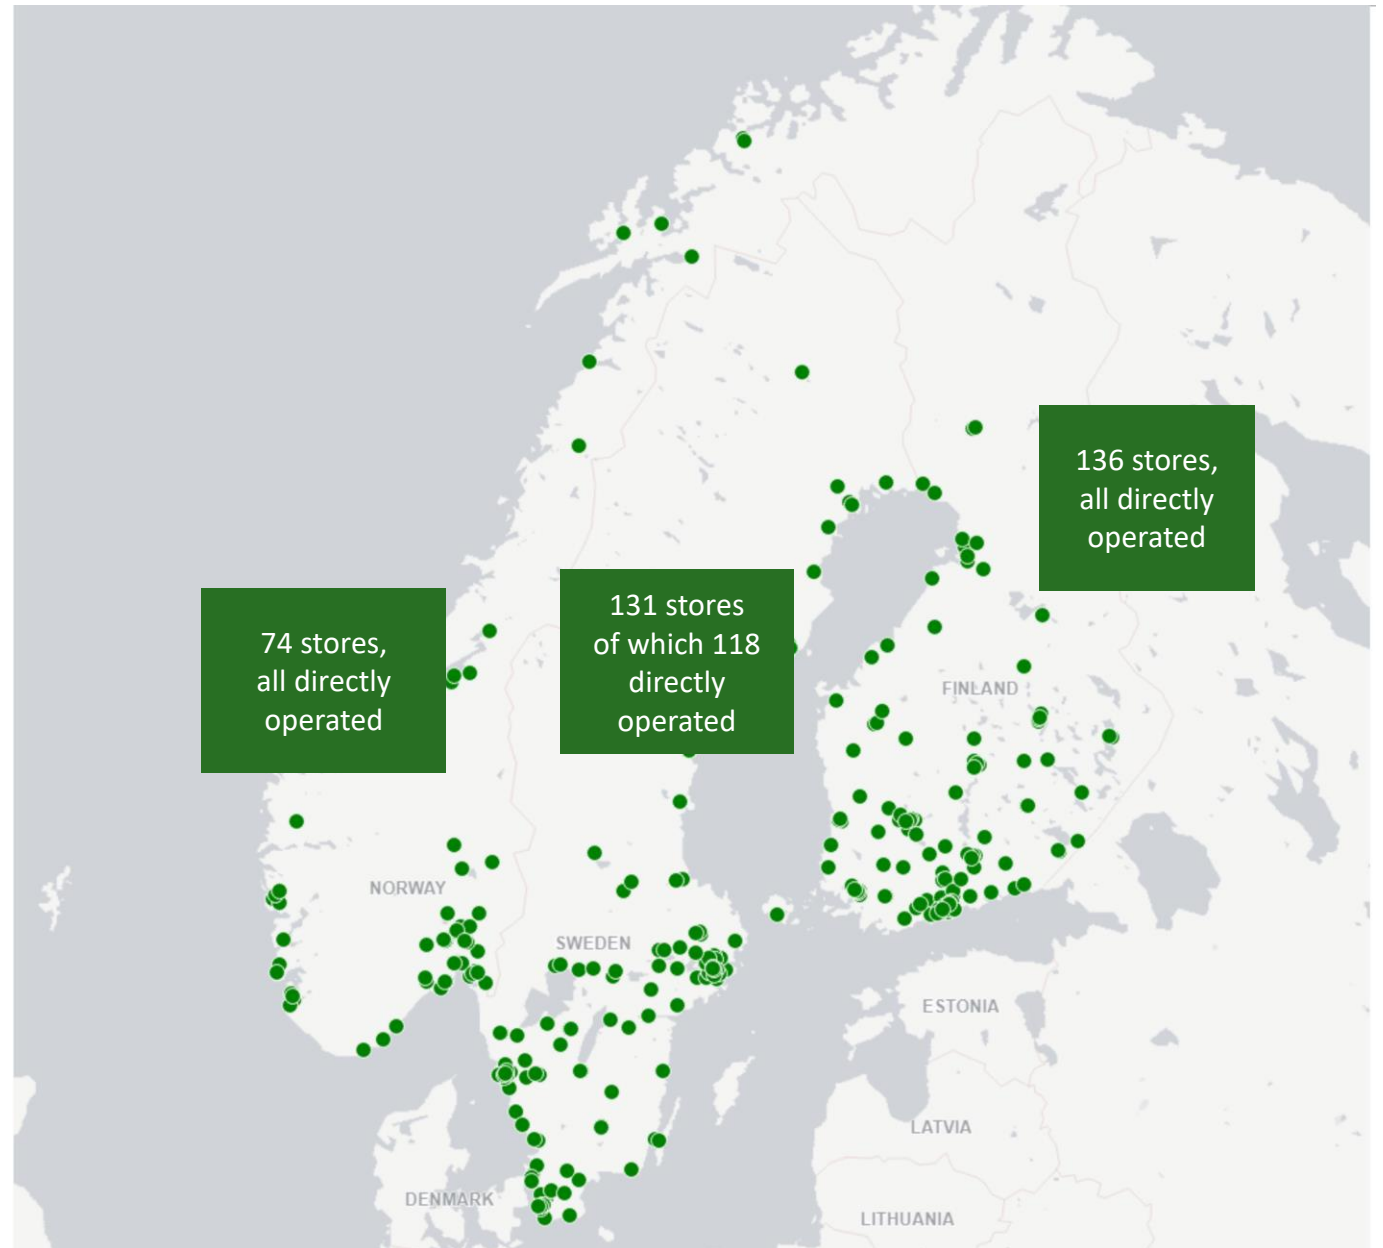 136 stores,
all directly
operated
131 stores
of which 118
directly
operated
74 stores,
all directly
operated
FINLAND
NORWAY
SWEDEN
ESTONIA
LATVIA
DENMARK
LITHUANIA